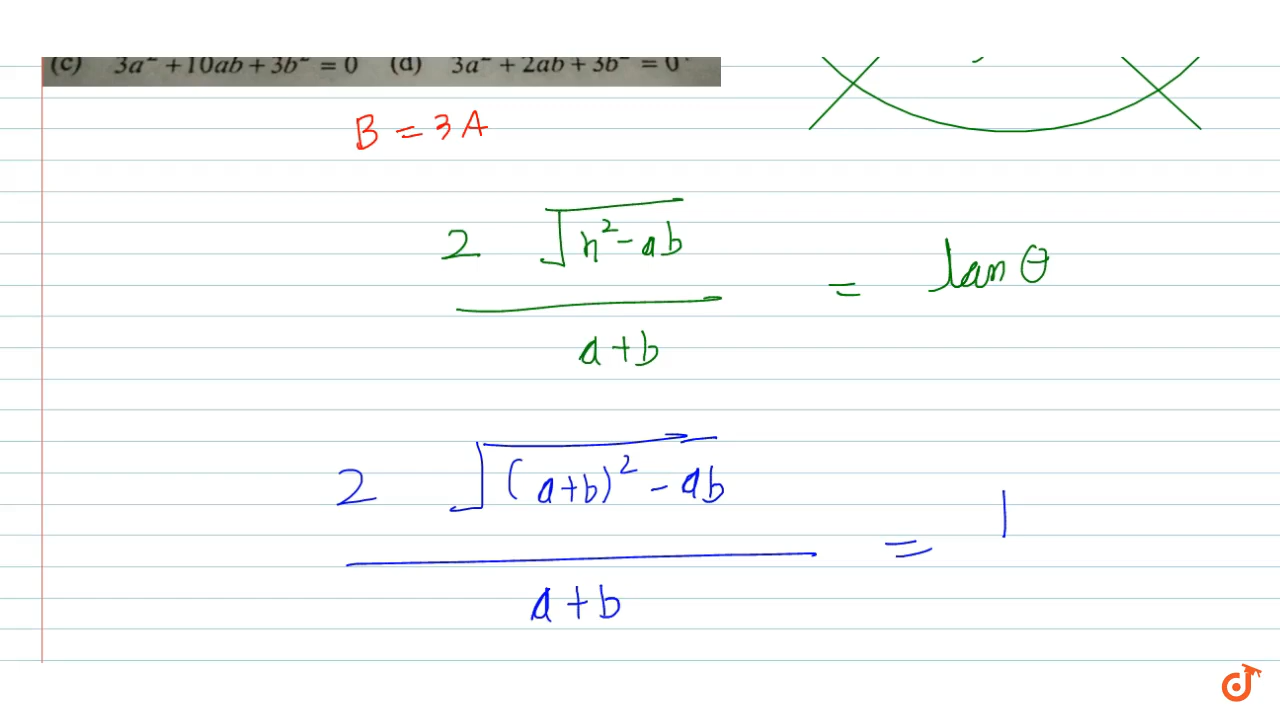 (c) 3a² + 10ab + 3b² = 0 (d) 3a² + 2ab + 3b² = 0
B = 3A
2 √(h² - ab)
/ (a + b) = tan θ
2 √((a+b)² - ab)
/ (a + b) = 1